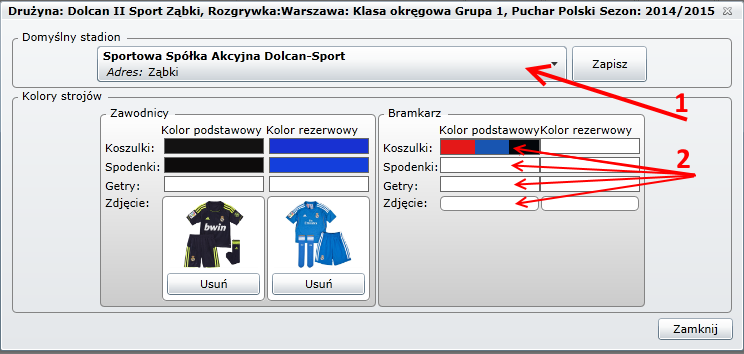 Drużyna: Dolcan II Sport Ząbki, Rozgrywka:Warszawa: Klasa okręgowa Grupa 1, Puchar Polski Sezon: 2014/2015
Domyślny stadion
Sportowa Spółka Akcyjna Dolcan-Sport
Adres: Ząbki
Zapisz
1
Kolory strojów
Zawodnicy
Kolor podstawowy Kolor rezerwowy
Koszulki:
Spodenki:
Getry:
Zdjęcie:
bwin
Fly Emirates
Usuń
Usuń
Bramkarz
Kolor podstawowy Kolor rezerwowy
Koszulki:
Spodenki:
Getry:
Zdjęcie:
2
Zamknij